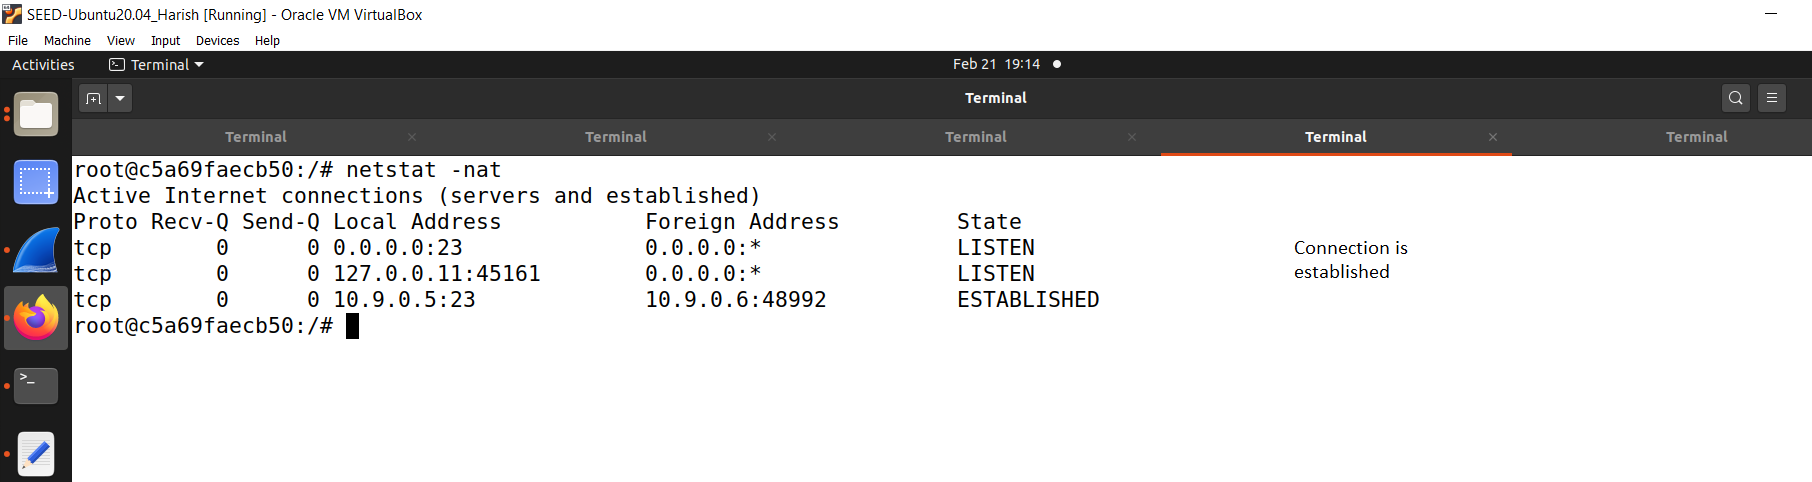 SEED-Ubuntu20.04_Harish [Running] - Oracle VM VirtualBox
File Machine View Input Devices Help
Activities Terminal Feb 21 19:14
Terminal
Terminal Terminal Terminal Terminal Terminal
root@c5a69faecb50:/# netstat -nat
Active Internet connections (servers and established)
Proto Recv-Q Send-Q Local Address Foreign Address State
tcp 0 0 0.0.0.0:23 0.0.0.0:* LISTEN
tcp 0 0 127.0.0.11:45161 0.0.0.0:* LISTEN
tcp 0 0 10.9.0.5:23 10.9.0.6:48992 ESTABLISHED
root@c5a69faecb50:/#
Connection is
established